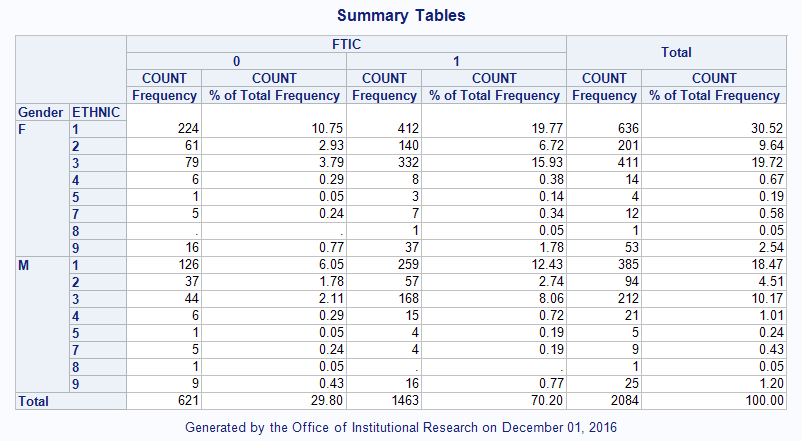 Summary Tables
FTIC Total
0 1
COUNT COUNT COUNT COUNT COUNT COUNT
Frequency % of Total Frequency Frequency % of Total Frequency Frequency % of Total Frequency
Gender ETHNIC
F 1 224 10.75 412 19.77 636 30.52
2 61 2.93 140 6.72 201 9.64
3 79 3.79 332 15.93 411 19.72
4 6 0.29 8 0.38 14 0.67
5 1 0.05 3 0.14 4 0.19
7 5 0.24 7 0.34 12 0.58
8 . . 1 0.05 1 0.05
9 16 0.77 37 1.78 53 2.54
M 1 126 6.05 259 12.43 385 18.47
2 37 1.78 57 2.74 94 4.51
3 44 2.11 168 8.06 212 10.17
4 6 0.29 15 0.72 21 1.01
5 1 0.05 4 0.19 5 0.24
7 5 0.24 4 0.19 9 0.43
8 1 0.05 . . 1 0.05
9 9 0.43 16 0.77 25 1.20
Total 621 29.80 1463 70.20 2084 100.00
Generated by the Office of Institutional Research on December 01, 2016